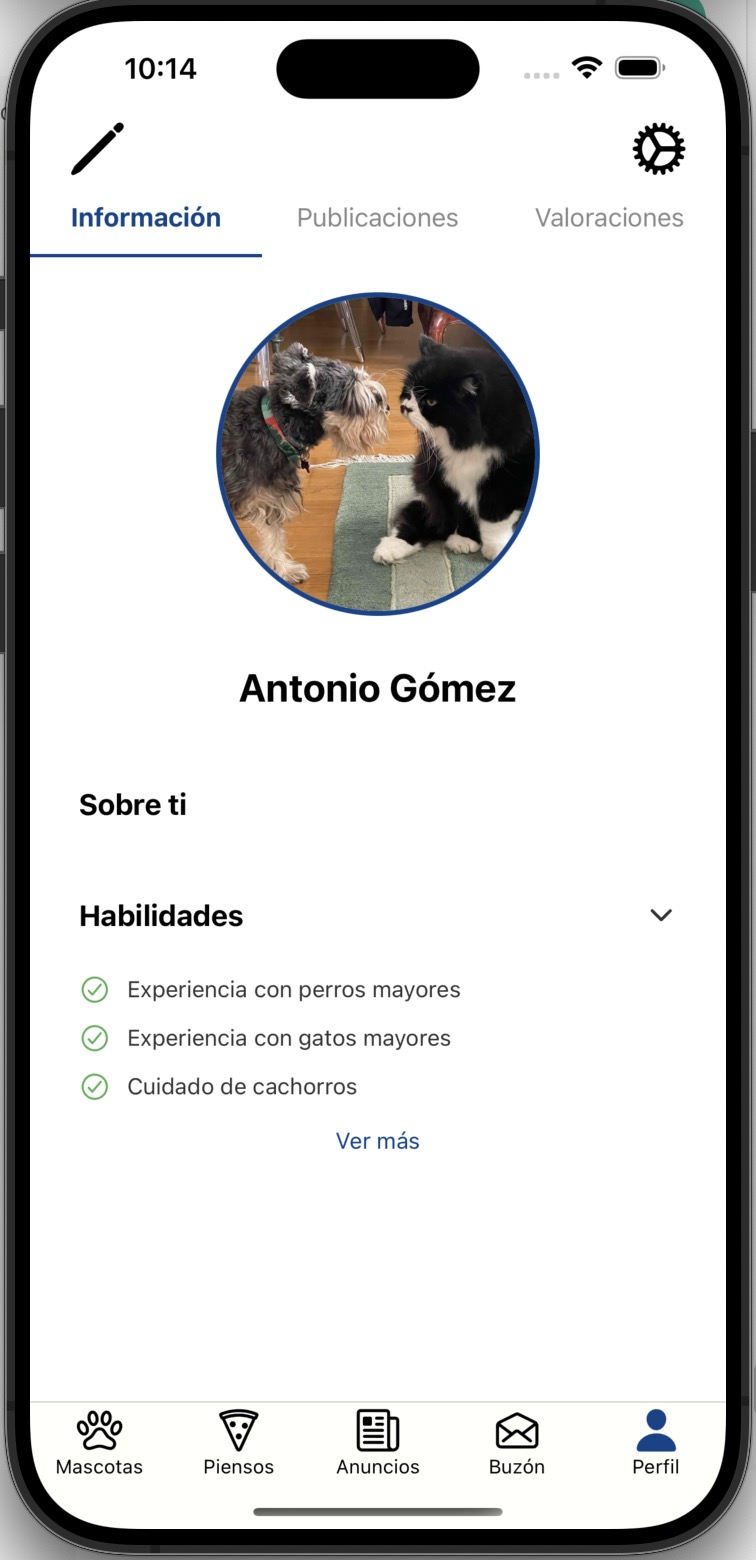 10:14
Información
Publicaciones
Valoraciones
Antonio Gómez
Sobre ti
Habilidades
Experiencia con perros mayores
Experiencia con gatos mayores
Cuidado de cachorros
Ver más
Mascotas
Piensos
Anuncios
Buzón
Perfil